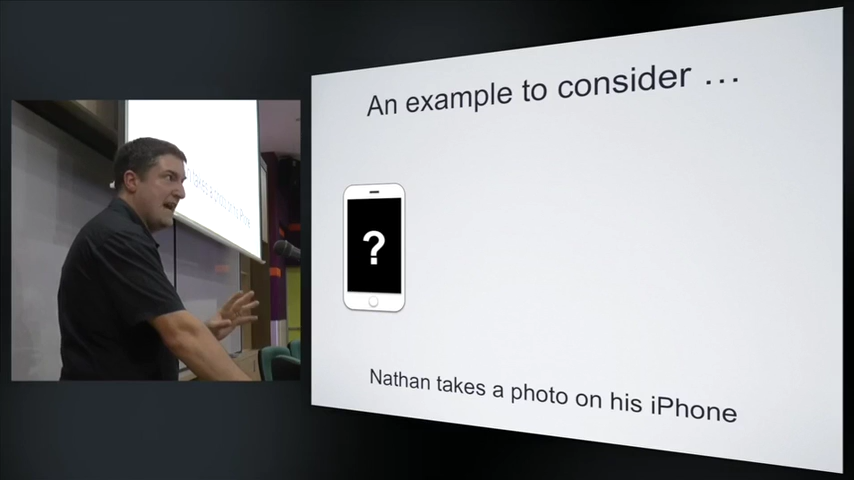 An example to consider …
?
Nathan takes a photo on his iPhone